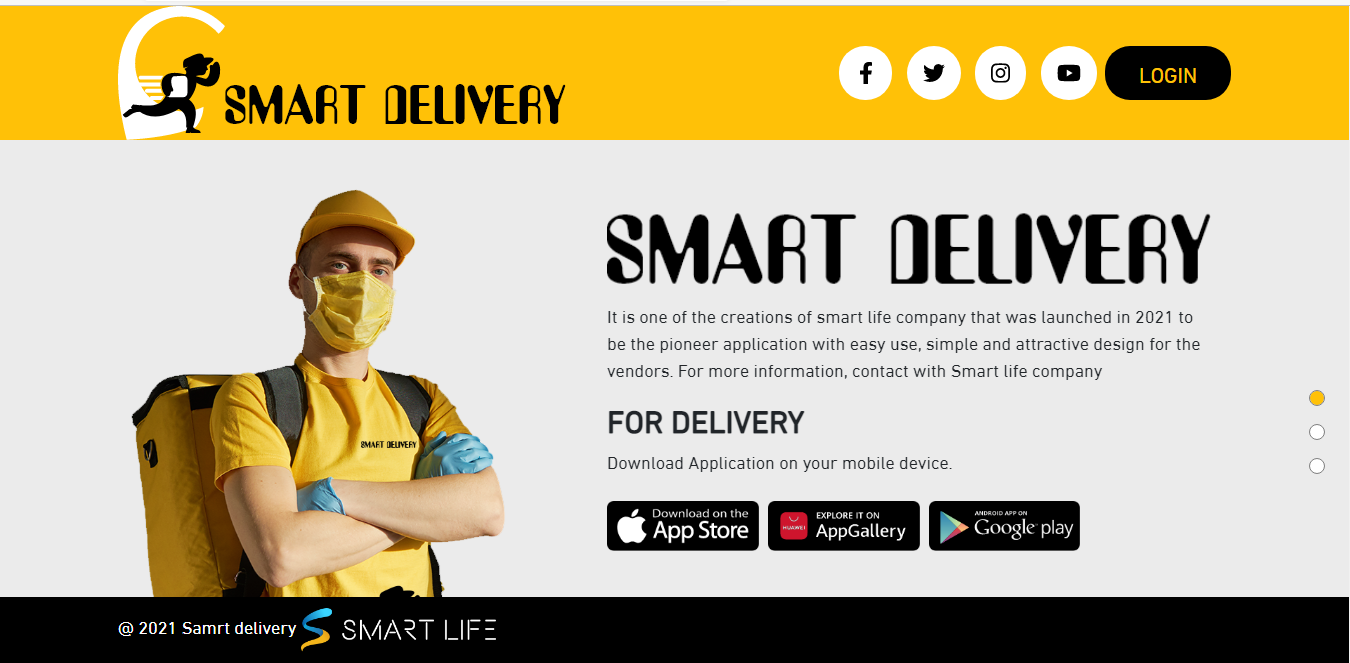 SMART DELIVERY
LOGIN
SMART DELIVERY
It is one of the creations of smart life company that was launched in 2021 to
be the pioneer application with easy use, simple and attractive design for the
vendors. For more information, contact with Smart life company
FOR DELIVERY
Download Application on your mobile device.
SMART DELIVERY
Download on the
App Store
HUAWEI
EXPLORE IT ON
AppGallery
ANDROID APP ON
Google play
@ 2021 Samrt delivery
SMART LIFE